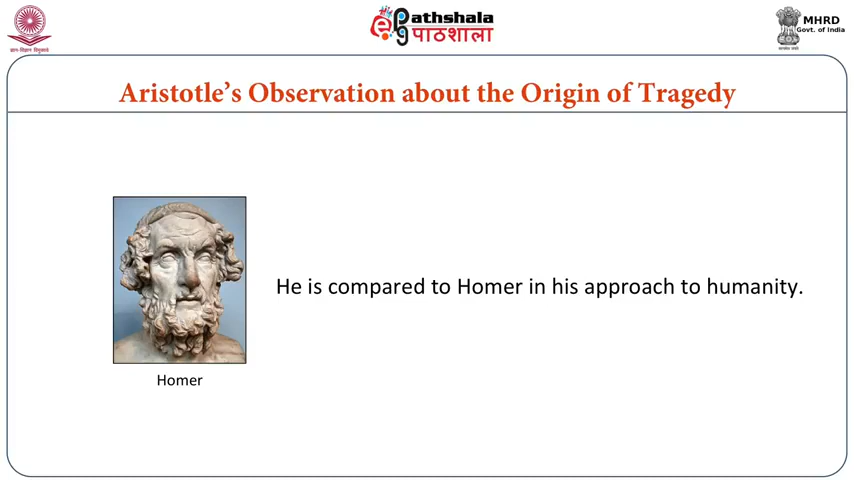 ePgPathshala
पाठशाला
MHRD
Govt. of India
Aristotle’s Observation about the Origin of Tragedy
He is compared to Homer in his approach to humanity.
Homer